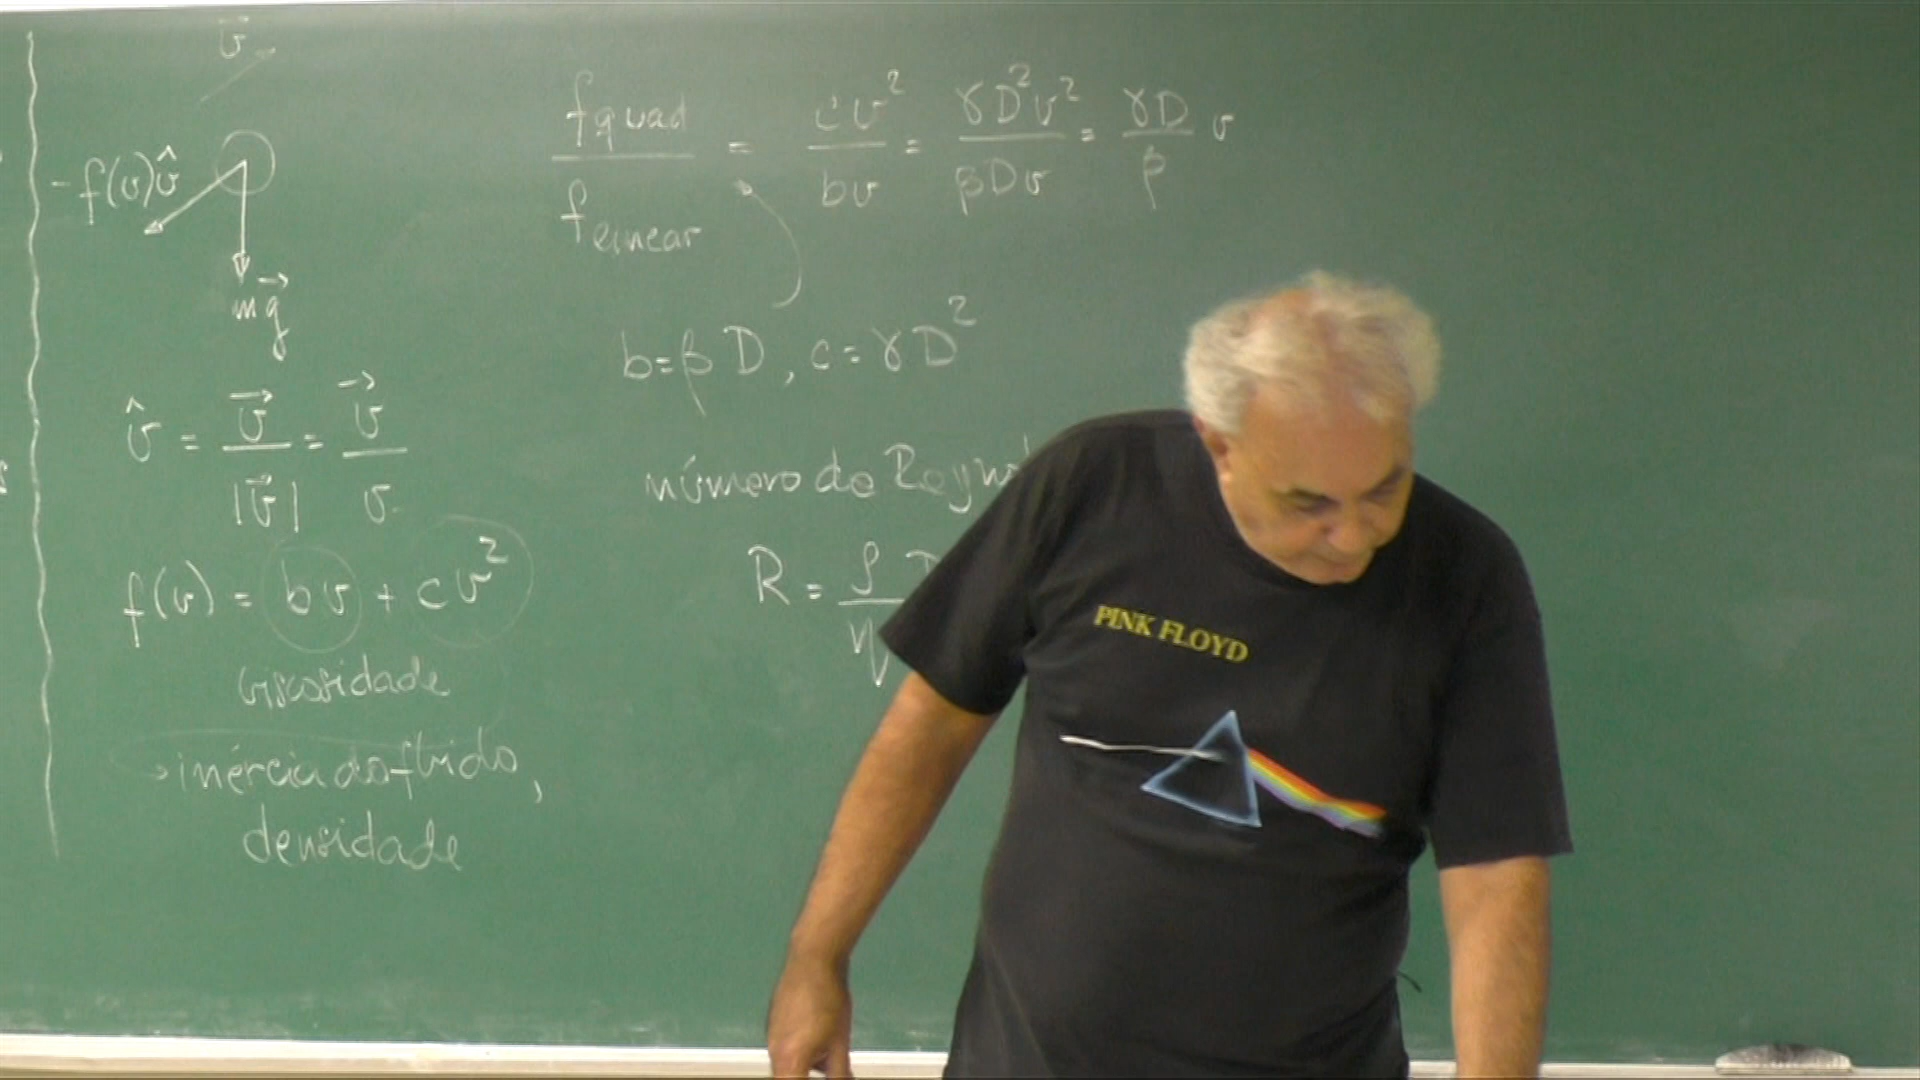 v⃗
-f(v)v̂
mg⃗
v̂ = v⃗/|v⃗| = v⃗/v
f(v) = bv + cv²
viscosidade
→ inércia do fluido,
densidade
fquad/flinear = cv²/bv = γD²v²/βDv = γD/β v
b=βD, c=γD²
número de
R = ρ/η
PINK FLOYD